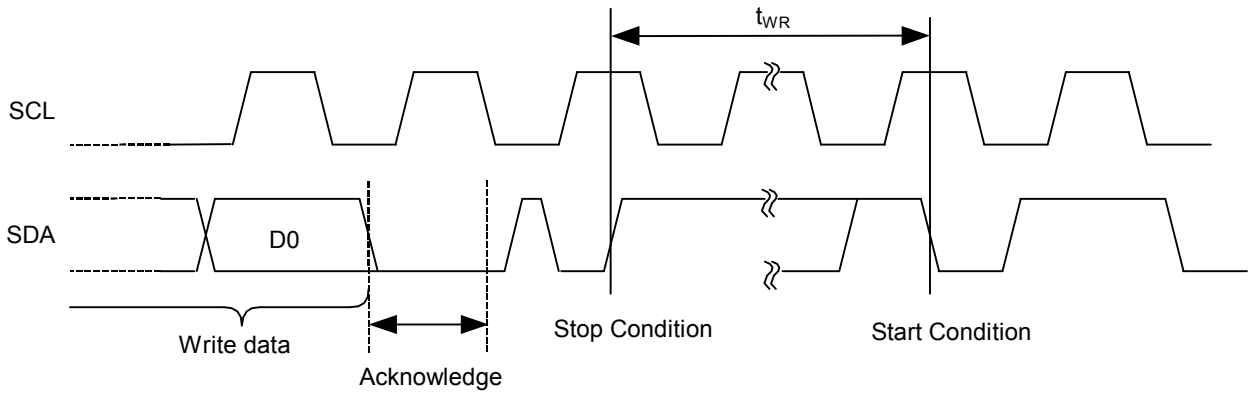 tWR
SCL
SDA
D0
Write data
Acknowledge
Stop Condition
Start Condition